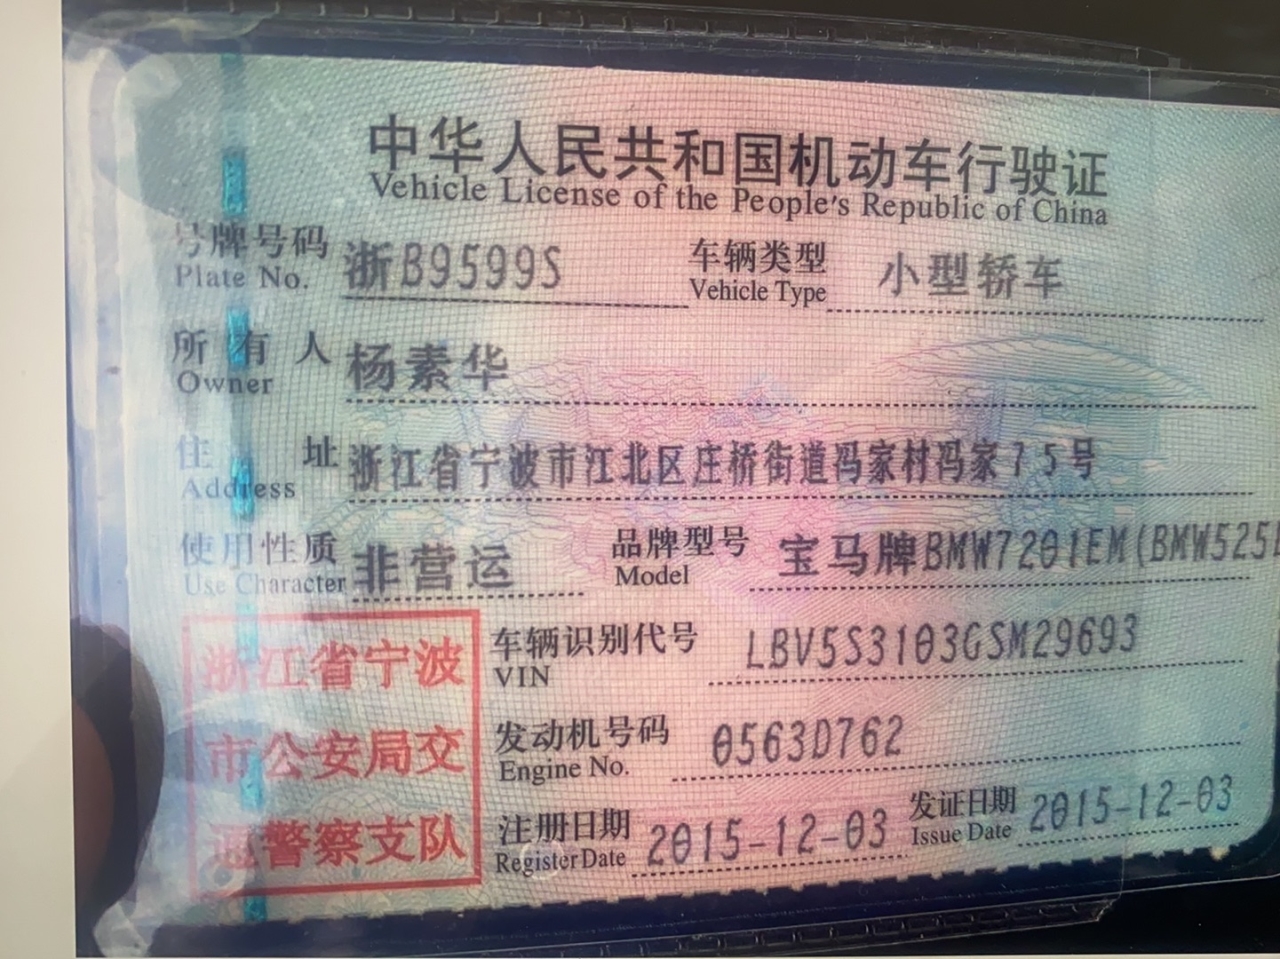 中华人民共和国机动车行驶证
Vehicle License of the People's Republic of China
号牌号码 浙B9599S 车辆类型 小型轿车
Plate No. Vehicle Type
所有人 杨素华
Owner
住址 浙江省宁波市江北区庄桥街道冯家村冯家75号
Address
使用性质 非营运 品牌型号 宝马牌BMW7201EM(BMW525
Use Character Model
浙江省宁波
市公安局交
通警察支队
车辆识别代号 LBV5S3103GSM29693
VIN
发动机号码 0563D762
Engine No.
注册日期 2015-12-03 发证日期 2015-12-03
Register Date Issue Date